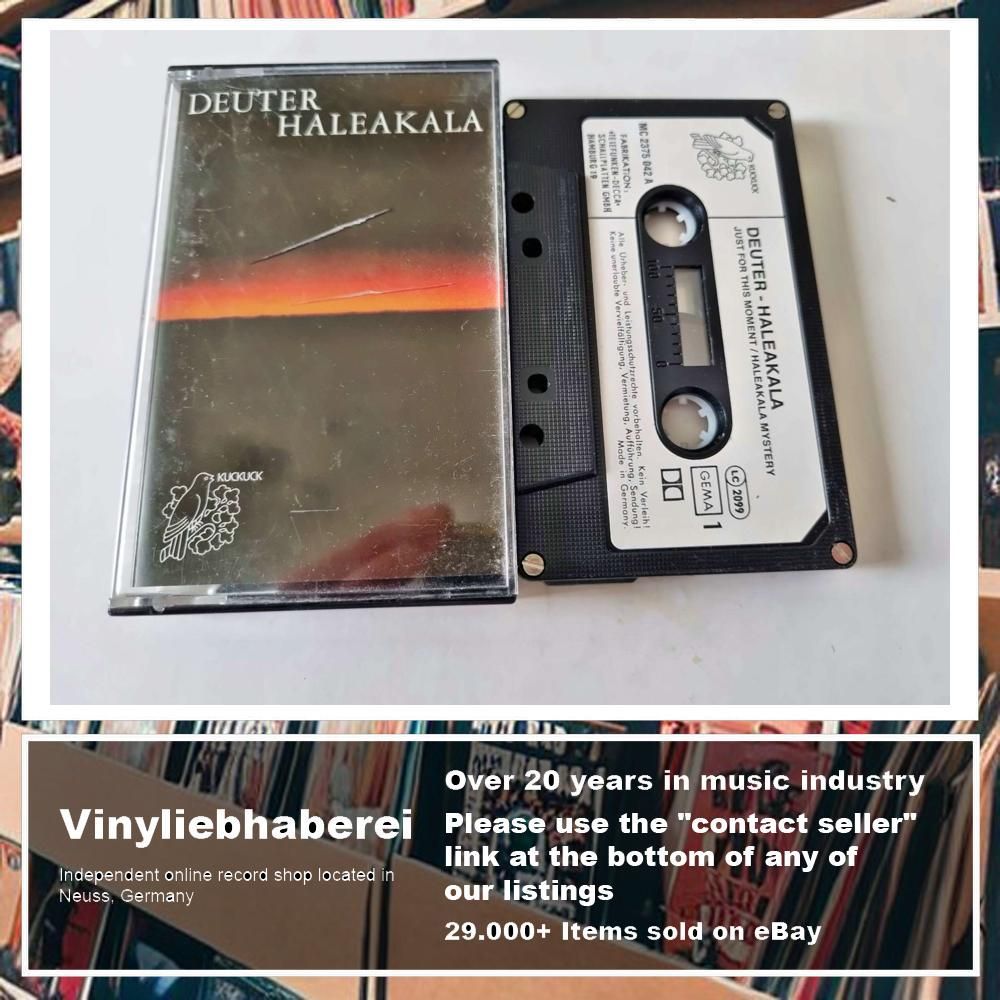 DEUTER
HALEAKALA
KUCKUCK
KUCKUCK
MC 2375 042 A
FABRIKATION:
»TELEFUNKEN-DECCA«
SCHALLPLATTEN GMBH
HAMBURG 19
DEUTER - HALEAKALA
JUST FOR THIS MOMENT / HALEAKALA MYSTERY
100 50 0
Alle Urheber- und Leistungsschutzrechte vorbehalten. Kein Verleih!
Keine unerlaubte Vervielfältigung, Vermietung, Aufführung, Sendung!
Made in Germany.
LC 2099
GEMA
1
Vinyliebhaberei
Independent online record shop located in
Neuss, Germany
Over 20 years in music industry
Please use the "contact seller"
link at the bottom of any of
our listings
29.000+ Items sold on eBay